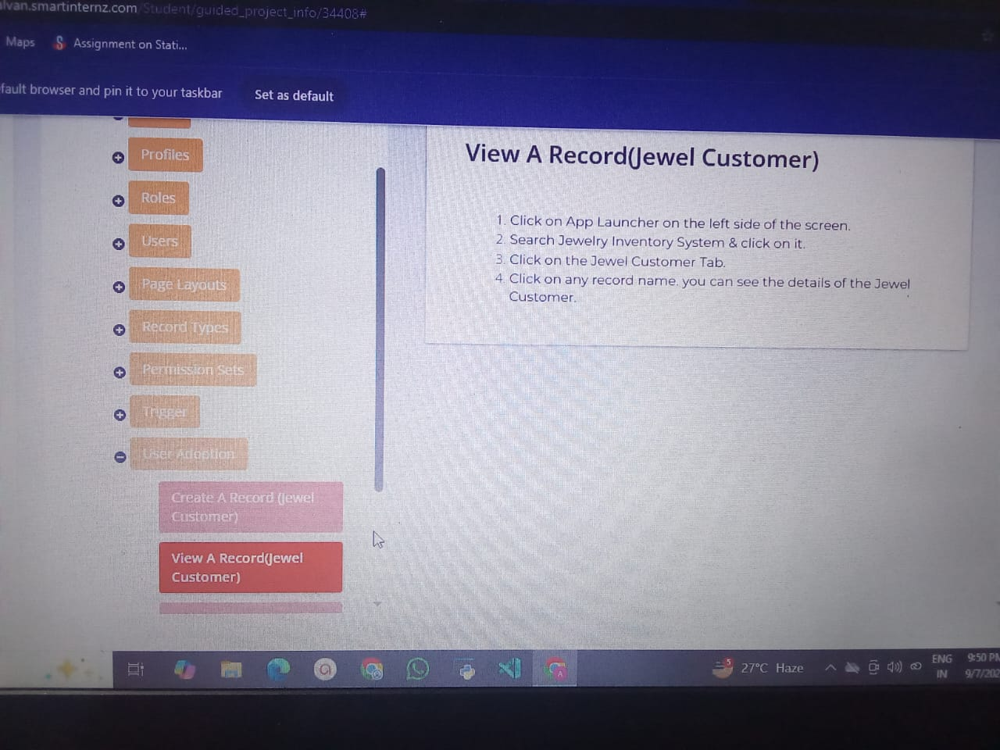 lvan.smartinternz.com/Student/guided_project_info/34408#
Maps
Assignment on Stati...
fault browser and pin it to your taskbar
Set as default
Profiles
Roles
Users
Page Layouts
Record Types
Permission Sets
Trigger
User Adoption
Create A Record (Jewel
Customer)
View A Record(Jewel
Customer)
View A Record(Jewel Customer)
1. Click on App Launcher on the left side of the screen.
2. Search Jewelry Inventory System & click on it.
3. Click on the Jewel Customer Tab.
4. Click on any record name. you can see the details of the Jewel
Customer.
5
27°C Haze
ENG
IN
9:50 PM
9/7/202